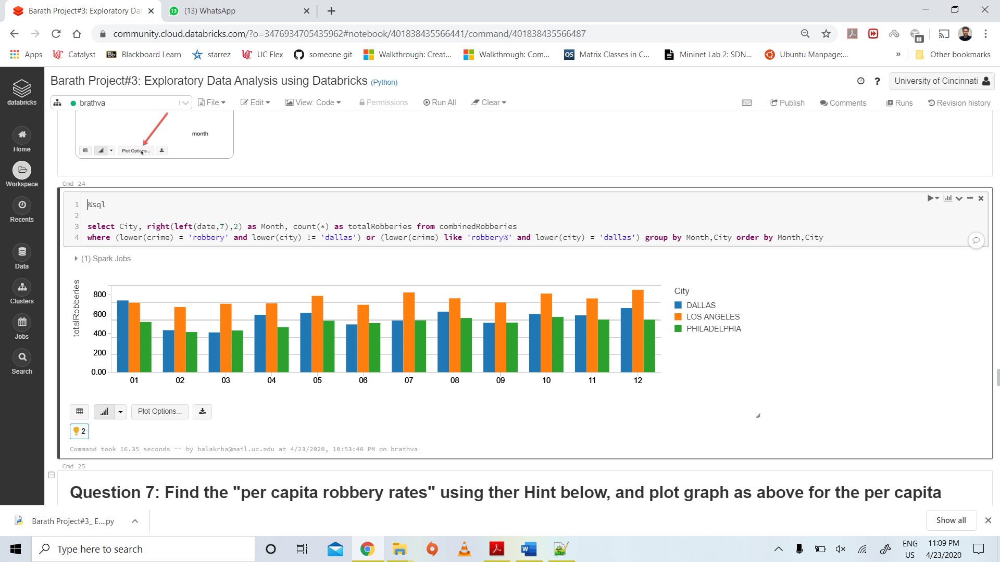 Barath Project#3: Exploratory Dat
13
(13) WhatsApp
community.cloud.databricks.com/?o=3476934705435962#notebook/401838435566441/command/401838435566487
Apps
Catalyst
Bb
Blackboard Learn
starrez
UC Flex
someone git
Walkthrough: Creat...
Walkthrough: Com...
QS
Matrix Classes in C...
Mininet Lab 2: SDN...
Ubuntu Manpage:...
»
Other bookmarks
databricks
Home
Workspace
Recents
Data
Clusters
Jobs
Search
Barath Project#3: Exploratory Data Analysis using Databricks (Python)
?
University of Cincinnati
brathva
File
Edit
View: Code
Permissions
Run All
Clear
Publish
Comments
Runs
Revision history
month
Plot Options...
Cmd 24
1 %sql
2
3 select City, right(left(date,7),2) as Month, count(*) as totalRobberies from combinedRobberies
4 where (lower(crime) = 'robbery' and lower(city) != 'dallas') or (lower(crime) like 'robbery%' and lower(city) = 'dallas') group by Month,City order by Month,City
(1) Spark Jobs
totalRobberies
800
600
400
200
0.00
01 02 03 04 05 06 07 08 09 10 11 12
City
DALLAS
LOS ANGELES
PHILADELPHIA
Plot Options...
2
Command took 16.35 seconds -- by balakrba@mail.uc.edu at 4/23/2020, 10:53:40 PM on brathva
Cmd 25
Question 7: Find the "per capita robbery rates" using ther Hint below, and plot graph as above for the per capita
Barath Project#3_ E....py
Show all
Type here to search
ENG
US
11:09 PM
4/23/2020